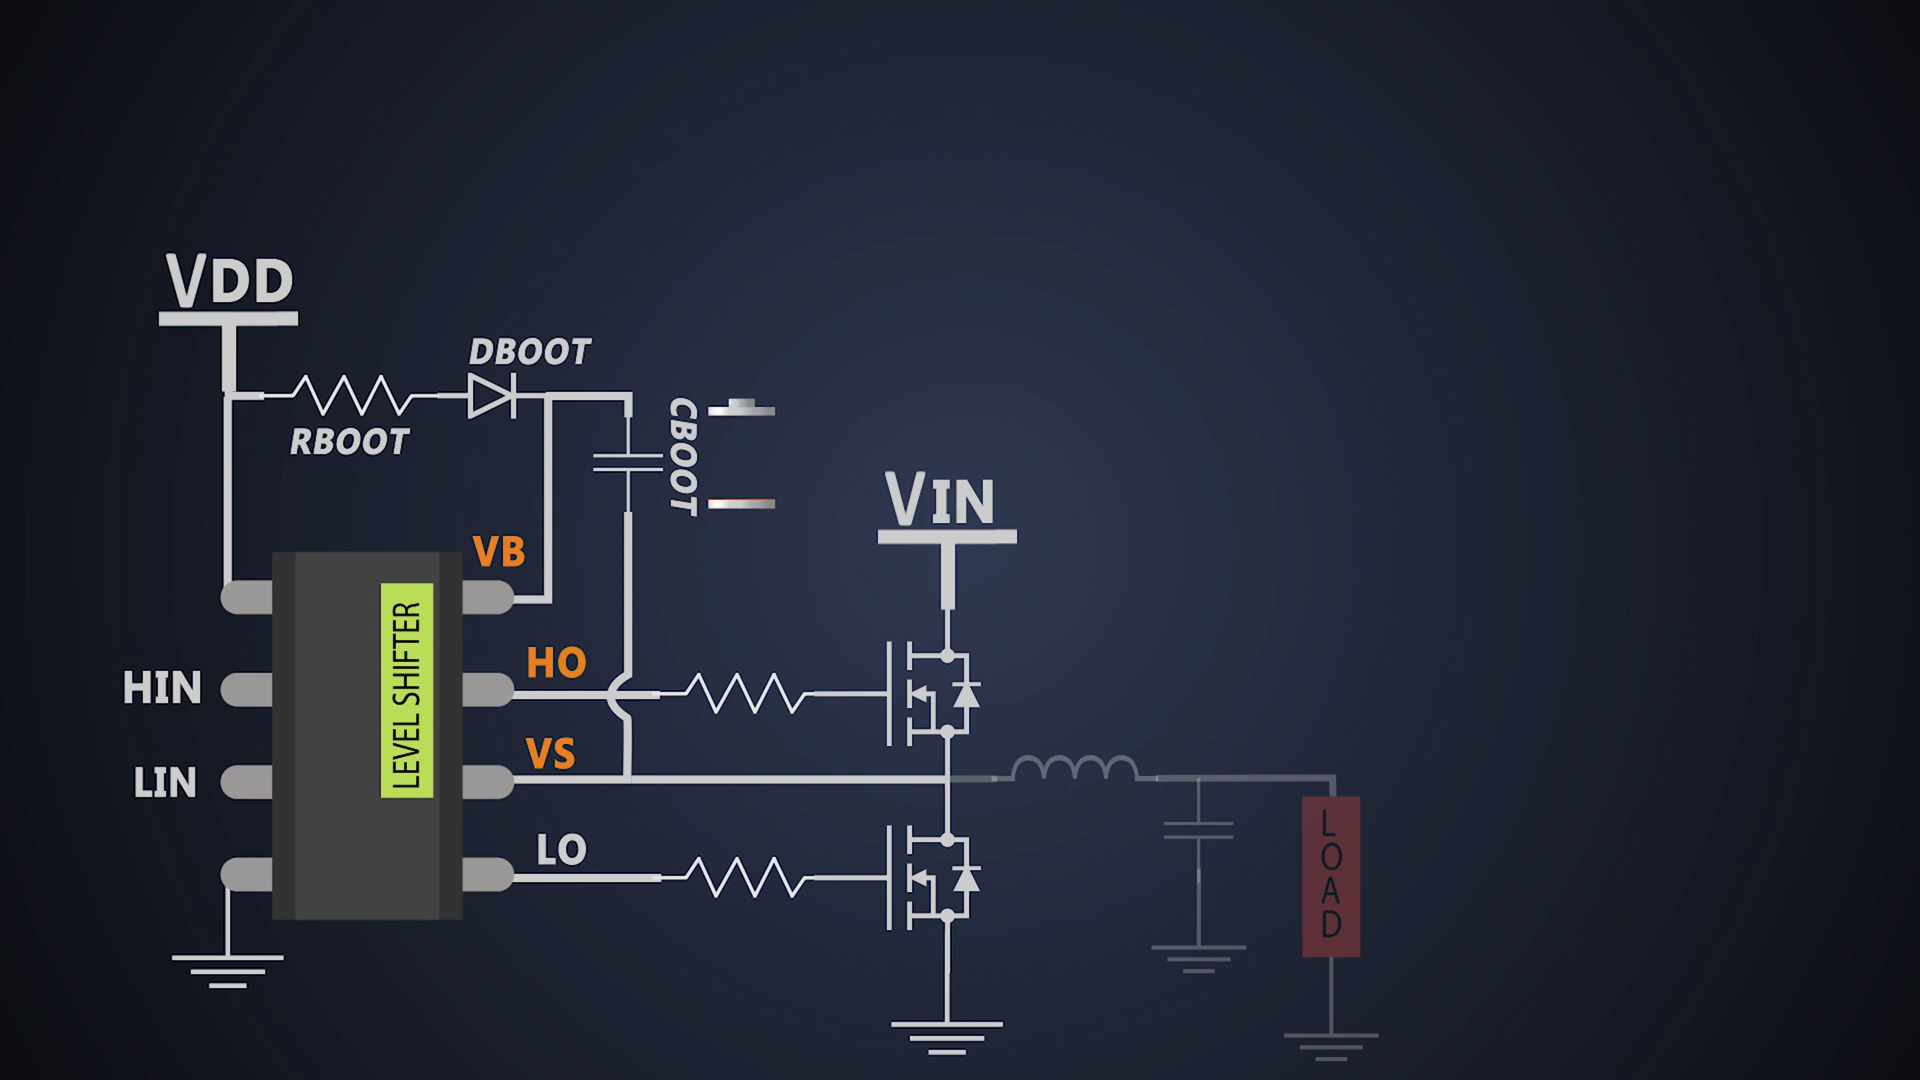 VDD
DBOOT
RBOOT
CBOOT
VIN
VB
LEVEL SHIFTER
HO
HIN
VS
LIN
LO
LOAD